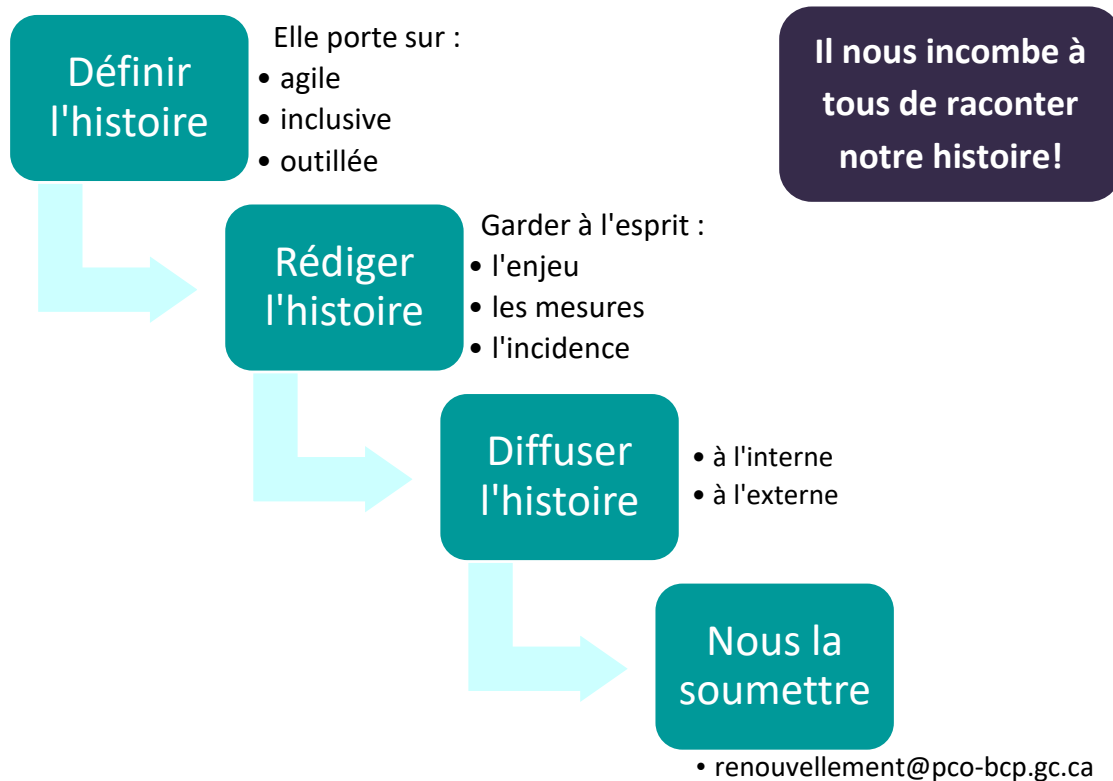 Définir
l'histoire
Elle porte sur :
• agile
• inclusive
• outillée
Il nous incombe à
tous de raconter
notre histoire!
Rédiger
l'histoire
Garder à l'esprit :
• l'enjeu
• les mesures
• l'incidence
Diffuser
l'histoire
• à l'interne
• à l'externe
Nous la
soumettre
• renouvellement@pco-bcp.gc.ca